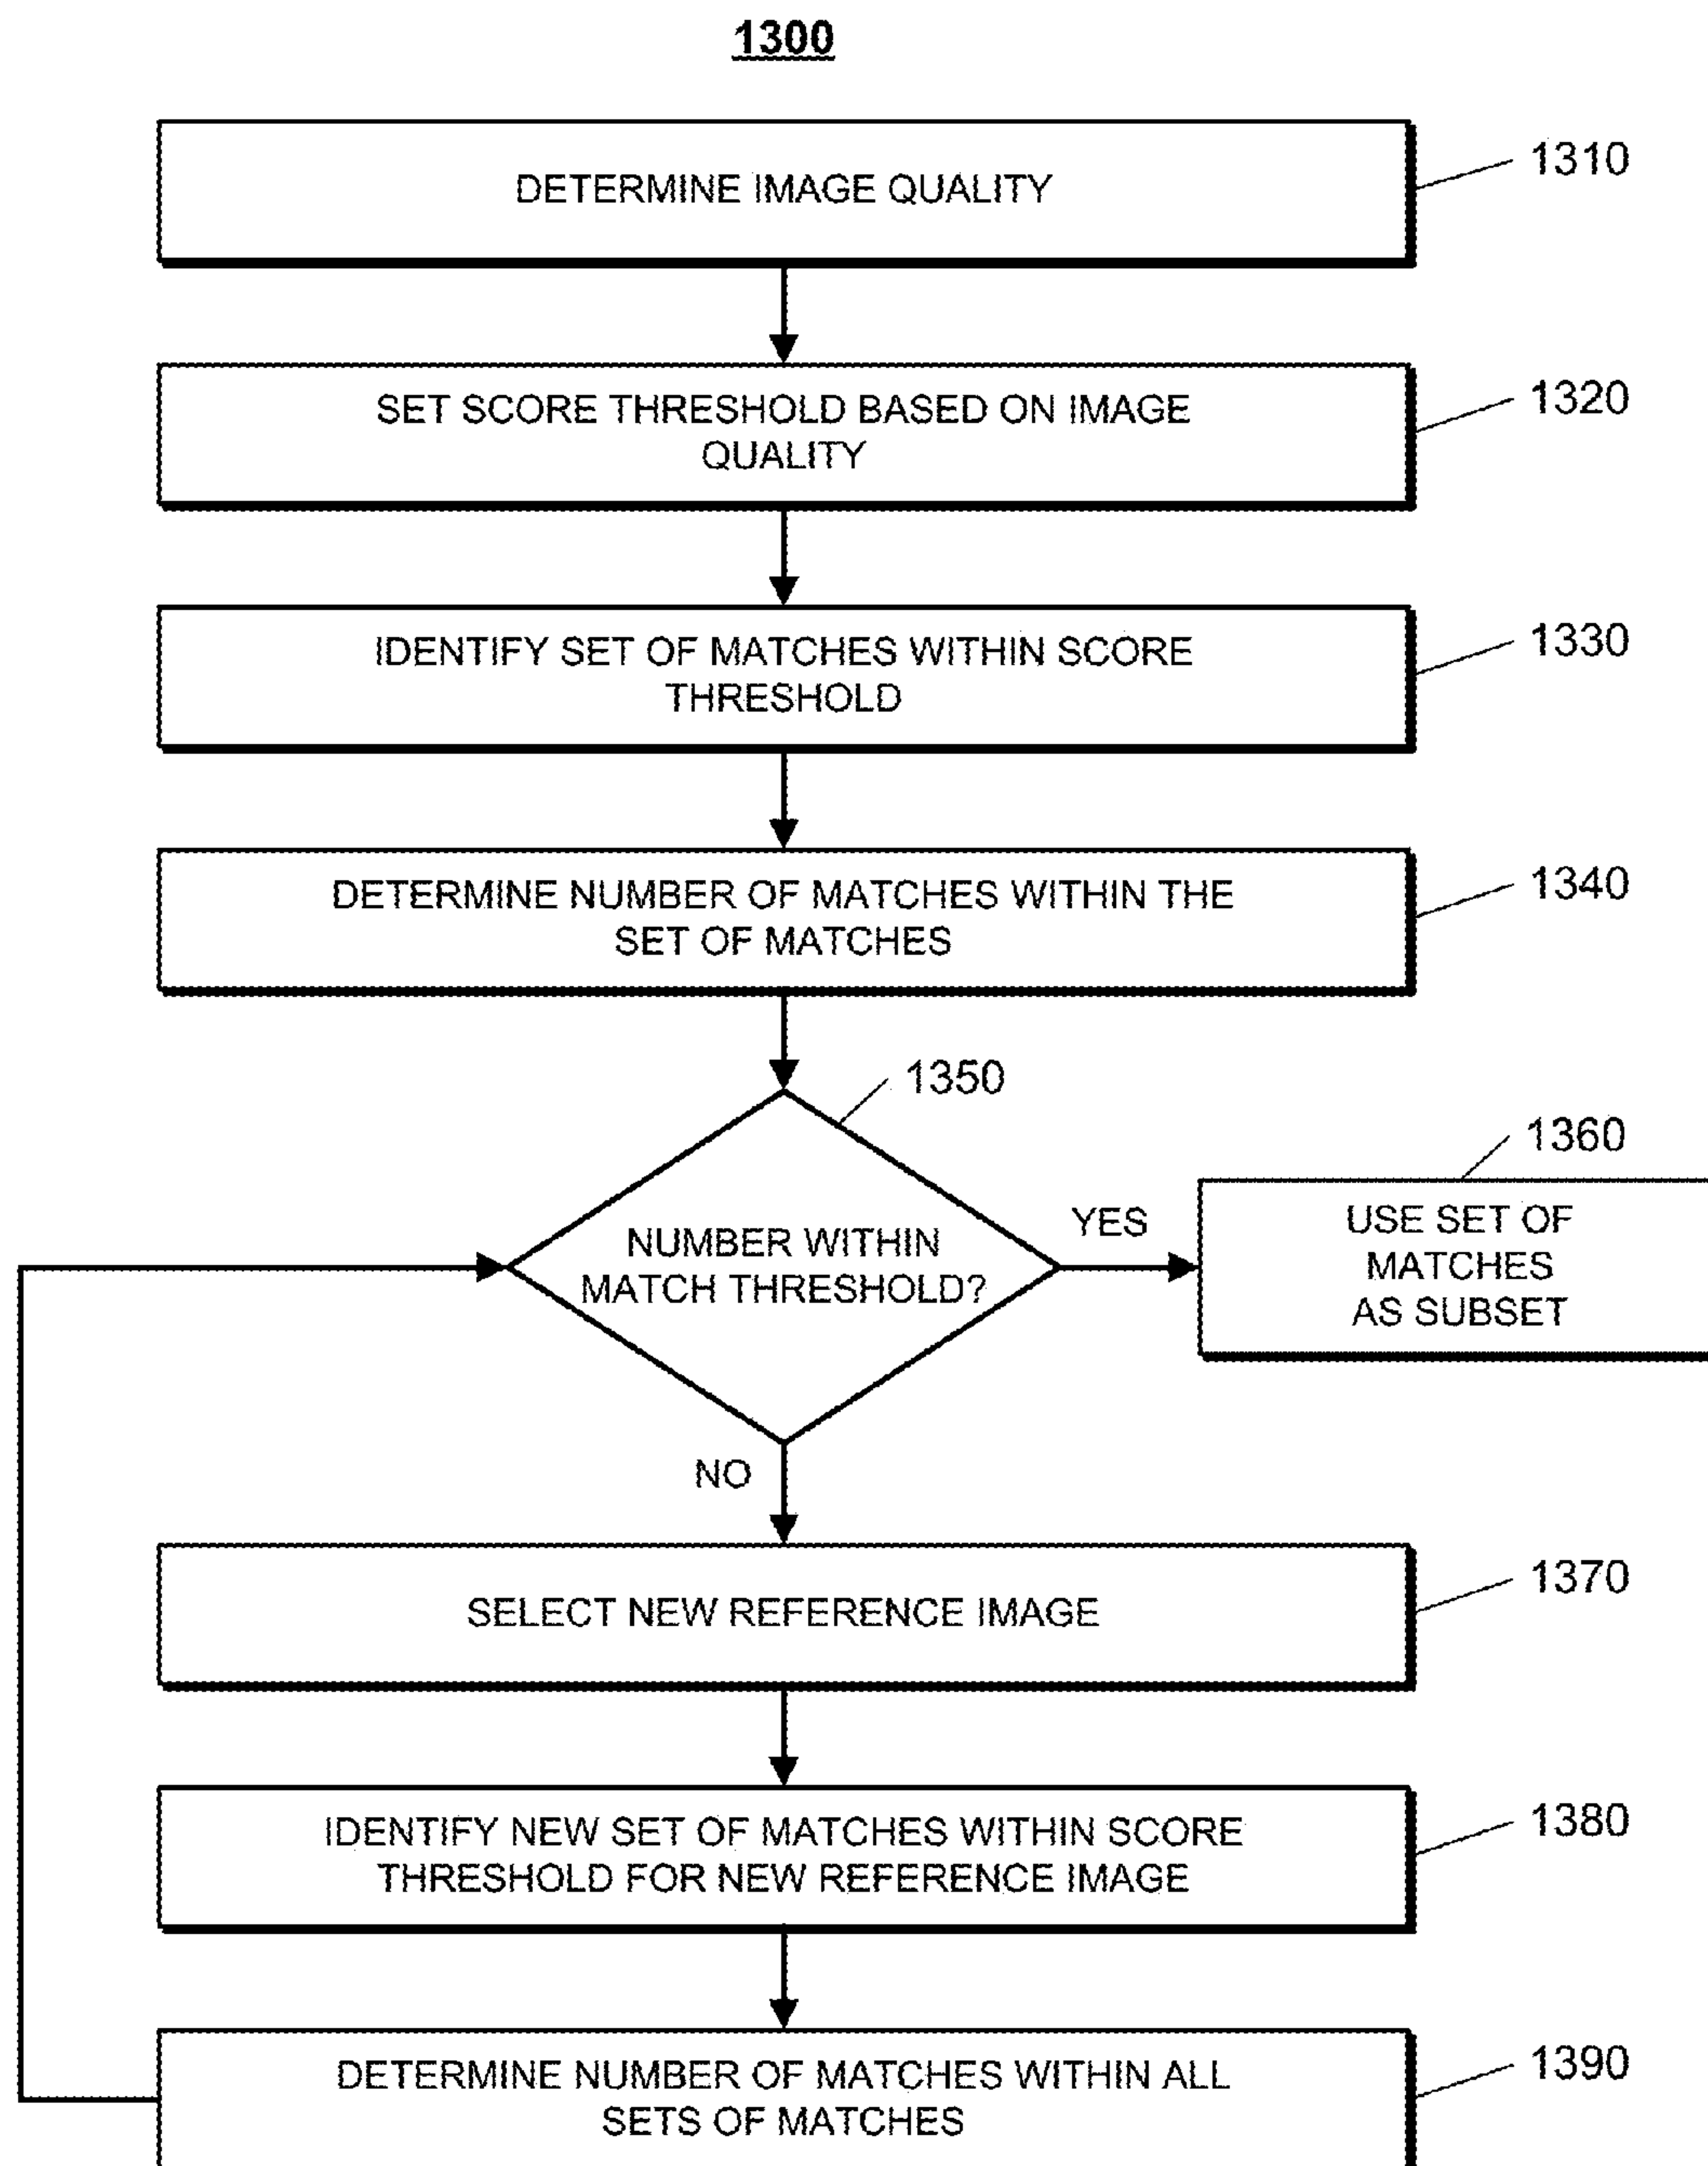 1300
DETERMINE IMAGE QUALITY
1310
SET SCORE THRESHOLD BASED ON IMAGE
QUALITY
1320
IDENTIFY SET OF MATCHES WITHIN SCORE
THRESHOLD
1330
DETERMINE NUMBER OF MATCHES WITHIN THE
SET OF MATCHES
1340
1350
NUMBER WITHIN
MATCH THRESHOLD?
YES
1360
USE SET OF
MATCHES
AS SUBSET
NO
SELECT NEW REFERENCE IMAGE
1370
IDENTIFY NEW SET OF MATCHES WITHIN SCORE
THRESHOLD FOR NEW REFERENCE IMAGE
1380
DETERMINE NUMBER OF MATCHES WITHIN ALL
SETS OF MATCHES
1390